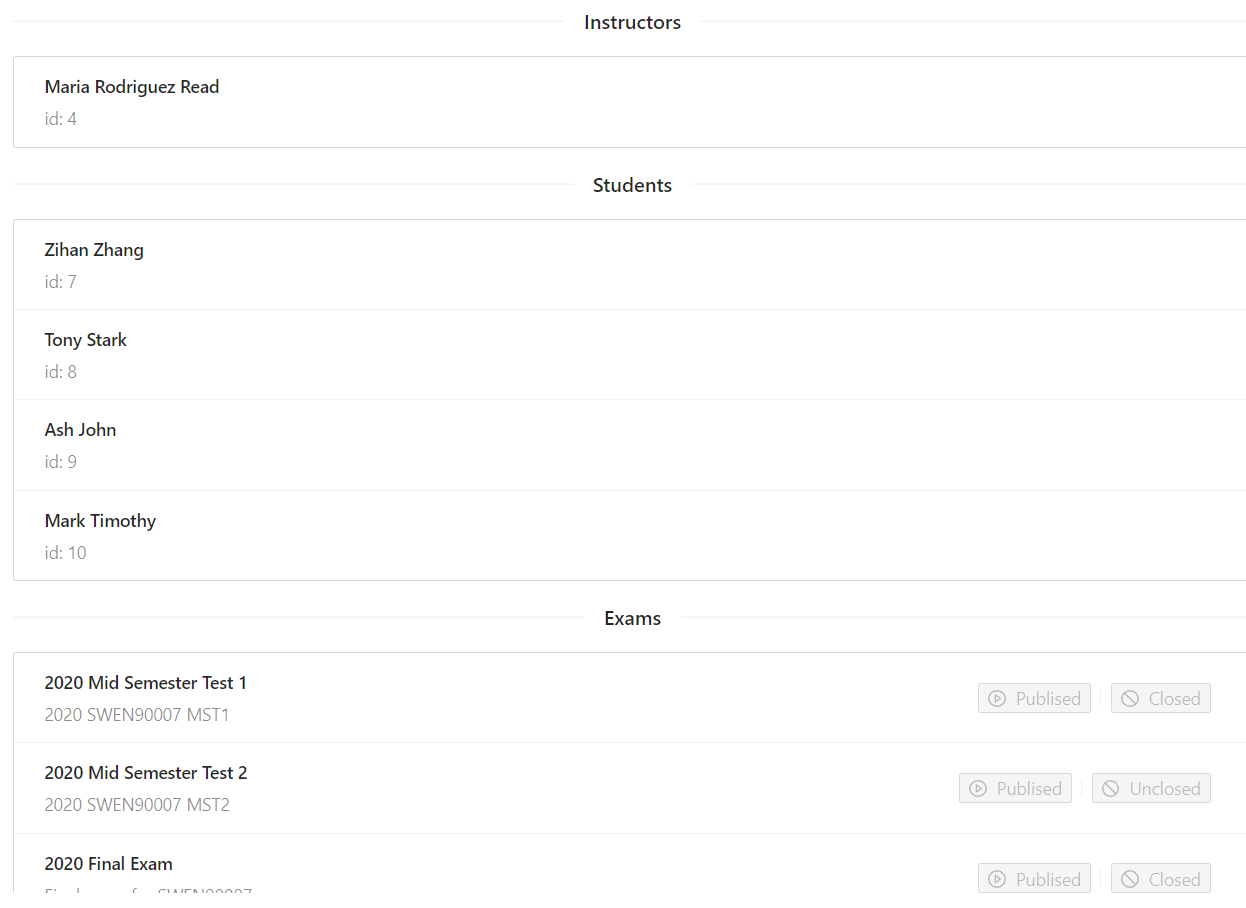 Instructors
Maria Rodriguez Read
id: 4
Students
Zihan Zhang
id: 7
Tony Stark
id: 8
Ash John
id: 9
Mark Timothy
id: 10
Exams
2020 Mid Semester Test 1
2020 SWEN90007 MST1
Publised Closed
2020 Mid Semester Test 2
2020 SWEN90007 MST2
Publised Unclosed
2020 Final Exam
SWEN90007
Publised Closed